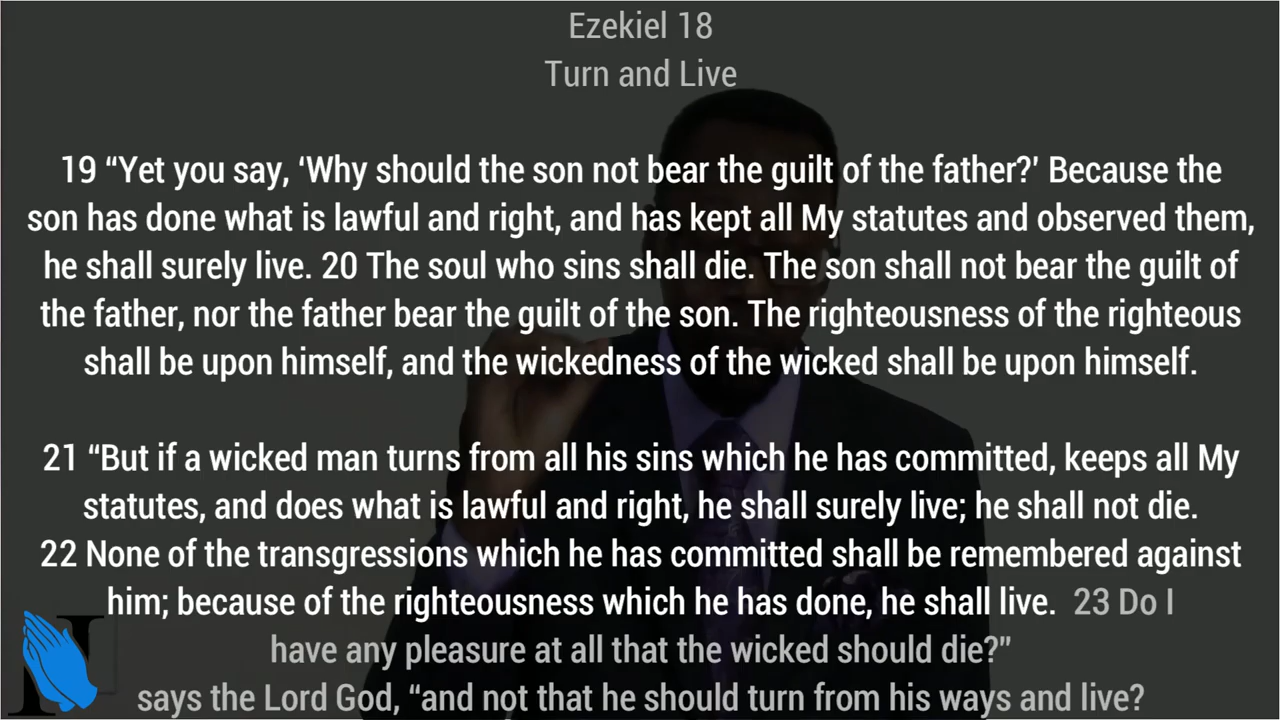 Ezekiel 18
Turn and Live
19 “Yet you say, ‘Why should the son not bear the guilt of the father?’ Because the
son has done what is lawful and right, and has kept all My statutes and observed them,
he shall surely live. 20 The soul who sins shall die. The son shall not bear the guilt of
the father, nor the father bear the guilt of the son. The righteousness of the righteous
shall be upon himself, and the wickedness of the wicked shall be upon himself.
21 “But if a wicked man turns from all his sins which he has committed, keeps all My
statutes, and does what is lawful and right, he shall surely live; he shall not die.
22 None of the transgressions which he has committed shall be remembered against
him; because of the righteousness which he has done, he shall live. 23 Do I
have any pleasure at all that the wicked should die?”
says the Lord God, “and not that he should turn from his ways and live?
N